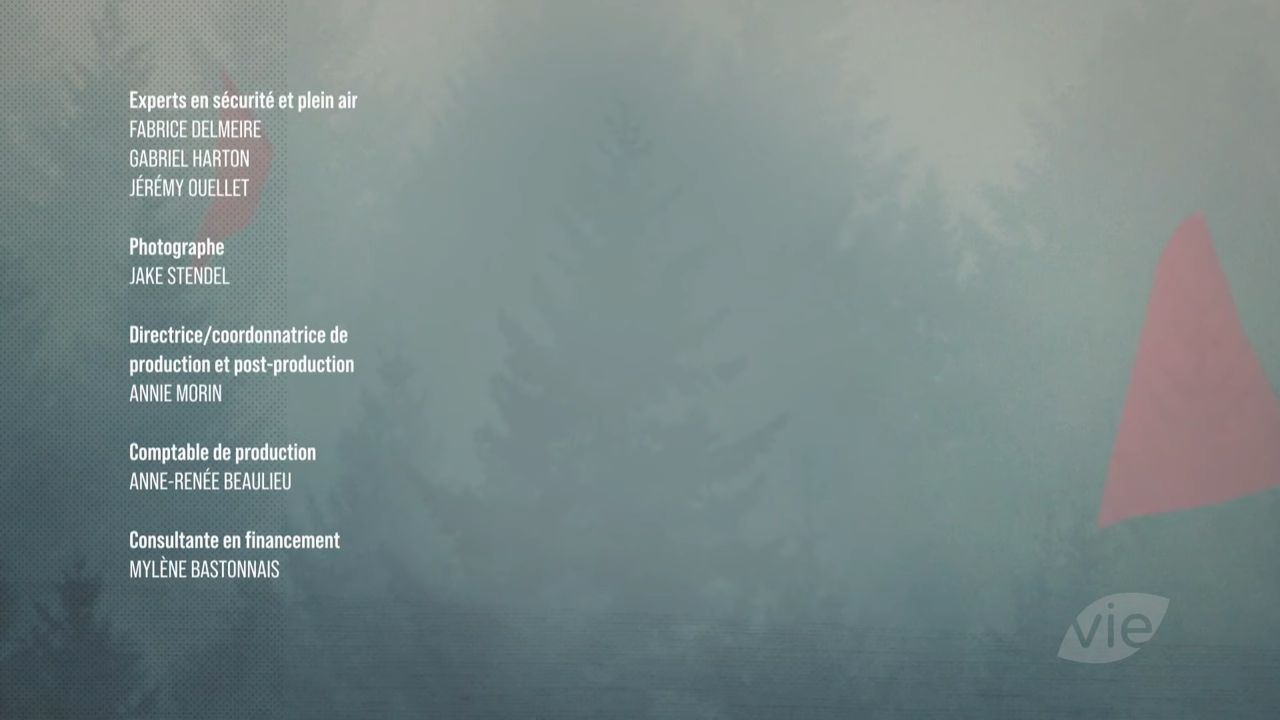 Experts en sécurité et plein air
FABRICE DELMEIRE
GABRIEL HARTON
JÉRÉMY OUELLET
Photographe
JAKE STENDEL
Directrice/coordonnatrice de
production et post-production
ANNIE MORIN
Comptable de production
ANNE-RENÉE BEAULIEU
Consultante en financement
MYLÈNE BASTONNAIS
vie